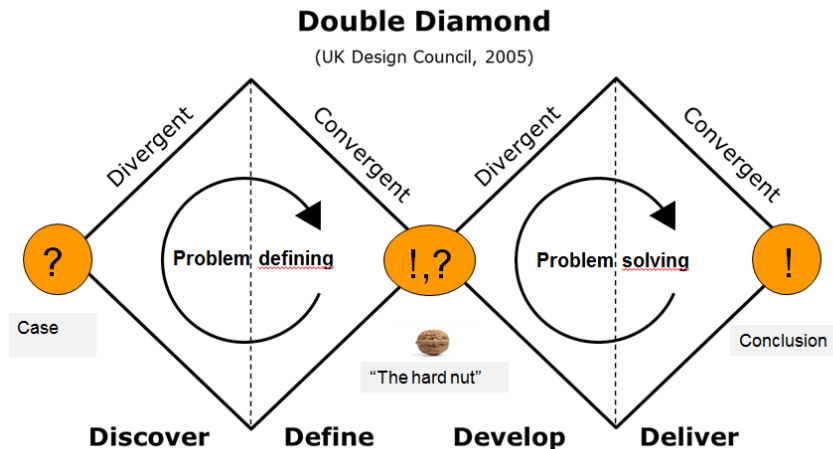 Double Diamond
(UK Design Council, 2005)
Divergent
Convergent
Divergent
Convergent
?
Problem defining
!,?
Problem solving
!
Case
"The hard nut"
Conclusion
Discover
Define
Develop
Deliver